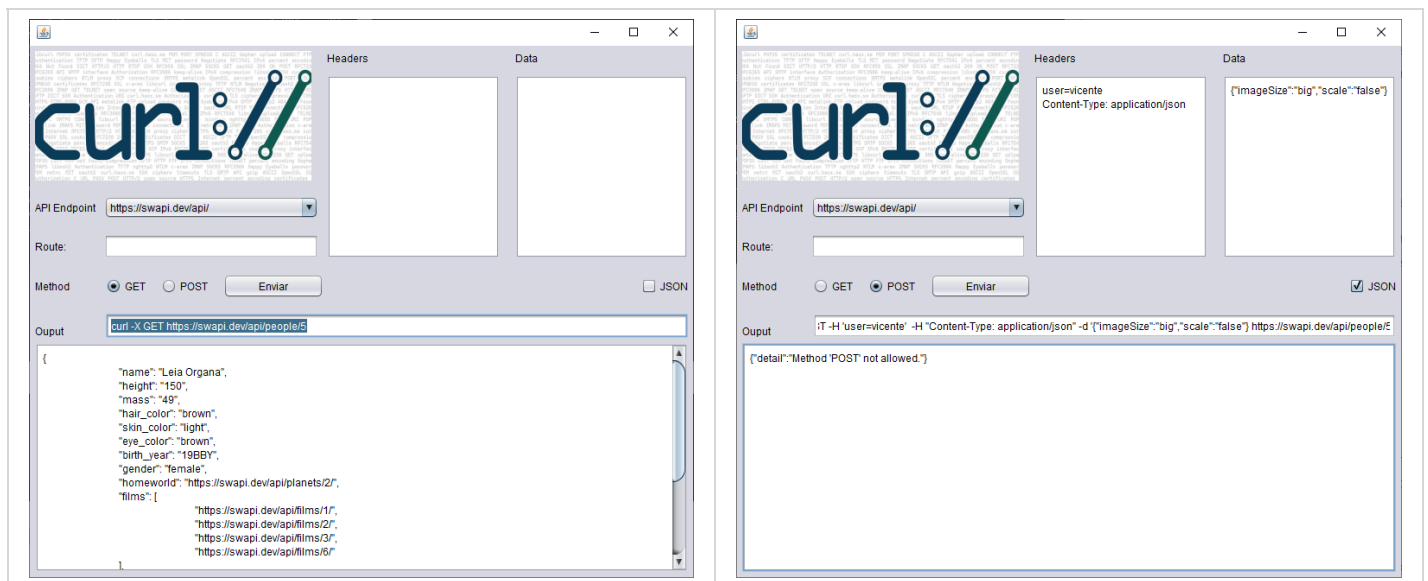 curl://
Headers
Data
API Endpoint
https://swapi.dev/api/
Route:
Method
GET
POST
Enviar
JSON
Ouput
curl -X GET https://swapi.dev/api/people/5
{
"name": "Leia Organa",
"height": "150",
"mass": "49",
"hair_color": "brown",
"skin_color": "light",
"eye_color": "brown",
"birth_year": "19BBY",
"gender": "female",
"homeworld": "https://swapi.dev/api/planets/2/",
"films": [
"https://swapi.dev/api/films/1/",
"https://swapi.dev/api/films/2/",
"https://swapi.dev/api/films/3/",
"https://swapi.dev/api/films/6/"
],
curl://
Headers
Data
user=vicente
Content-Type: application/json
{"imageSize":"big","scale":"false"}
API Endpoint
https://swapi.dev/api/
Route:
Method
GET
POST
Enviar
JSON
Ouput
ST -H 'user=vicente' -H "Content-Type: application/json" -d '{"imageSize":"big","scale":"false"} https://swapi.dev/api/people/5
{"detail":"Method 'POST' not allowed."}